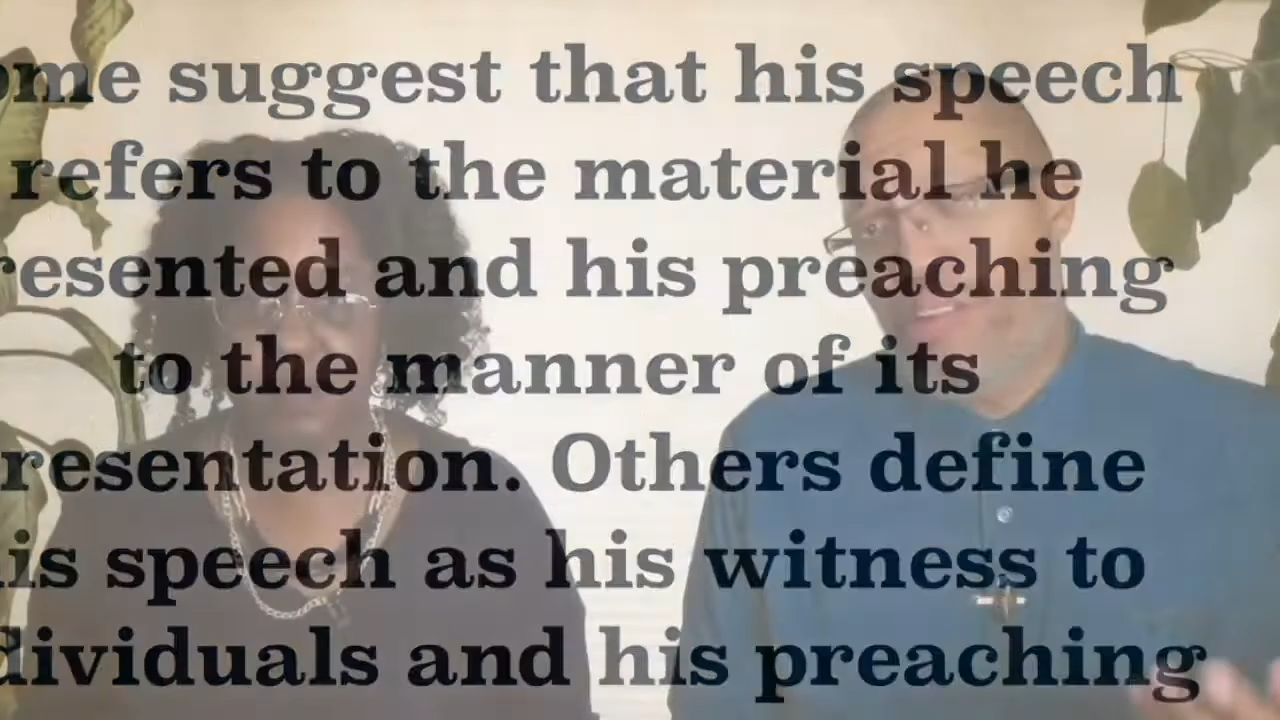 ome suggest that his speech
refers to the material he
resented and his preaching
to the manner of its
resentation. Others define
is speech as his witness to
dividuals and his preaching